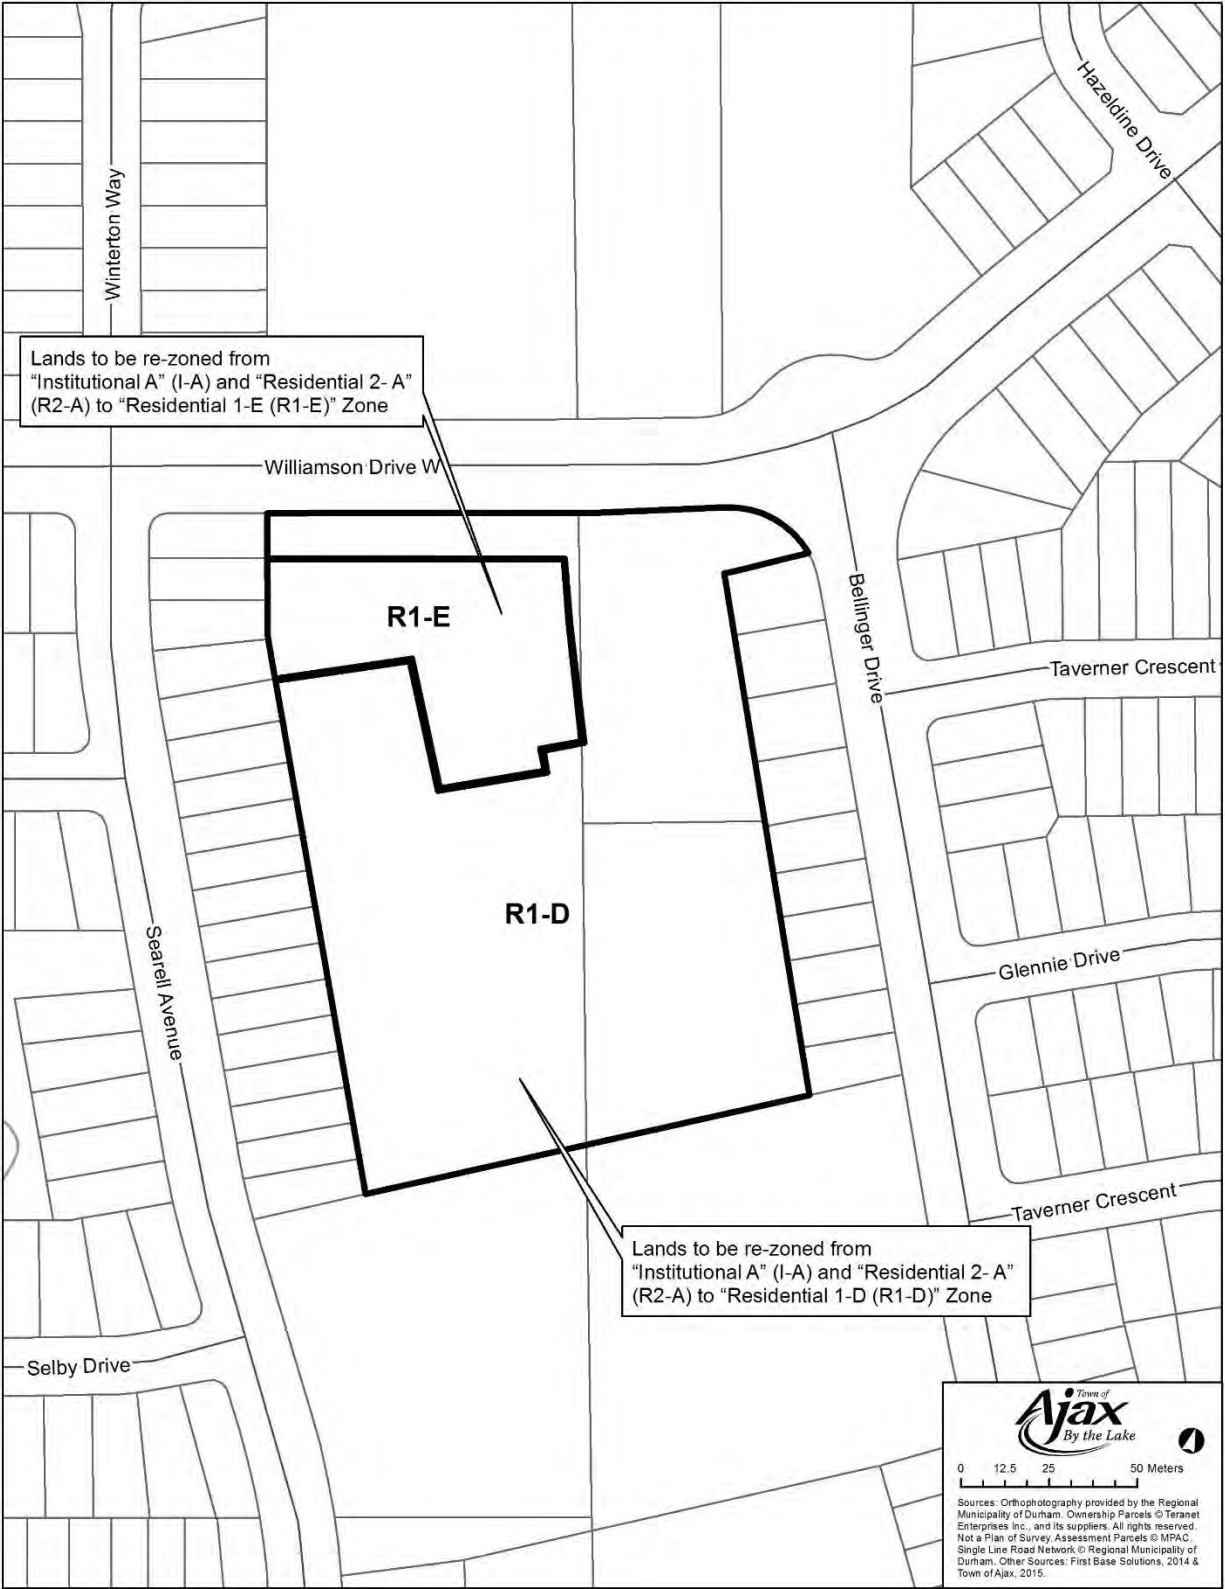 Hazeldine Drive
Winterton Way
Lands to be re-zoned from
“Institutional A” (I-A) and “Residential 2- A”
(R2-A) to “Residential 1-E (R1-E)” Zone
Williamson Drive W
R1-E
Bellinger Drive
Taverner Crescent
R1-D
Searell Avenue
Glennie Drive
Taverner Crescent
Lands to be re-zoned from
“Institutional A” (I-A) and “Residential 2- A”
(R2-A) to “Residential 1-D (R1-D)” Zone
Selby Drive
Town of
Ajax
By the Lake
0 12.5 25 50 Meters
Sources: Orthophotography provided by the Regional
Municipality of Durham. Ownership Parcels © Teranet
Enterprises Inc., and its suppliers. All rights reserved.
Not a Plan of Survey. Assessment Parcels © MPAC.
Single Line Road Network © Regional Municipality of
Durham. Other Sources: First Base Solutions, 2014 &
Town of Ajax, 2015.